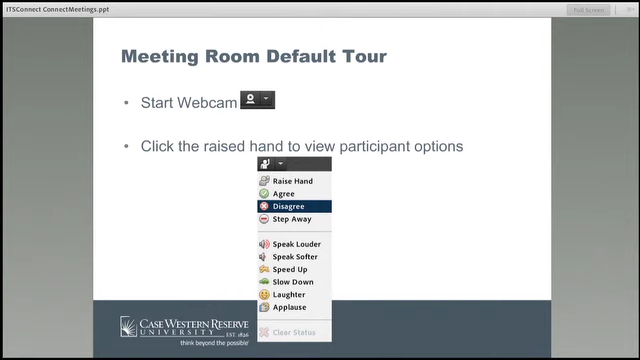 ITSConnect ConnectMeetings.ppt
Full Screen
Meeting Room Default Tour
• Start Webcam
• Click the raised hand to view participant options
Raise Hand
Agree
Disagree
Step Away
Speak Louder
Speak Softer
Speed Up
Slow Down
Laughter
Applause
Clear Status
CASE WESTERN RESERVE
UNIVERSITY EST. 1826
think beyond the possible